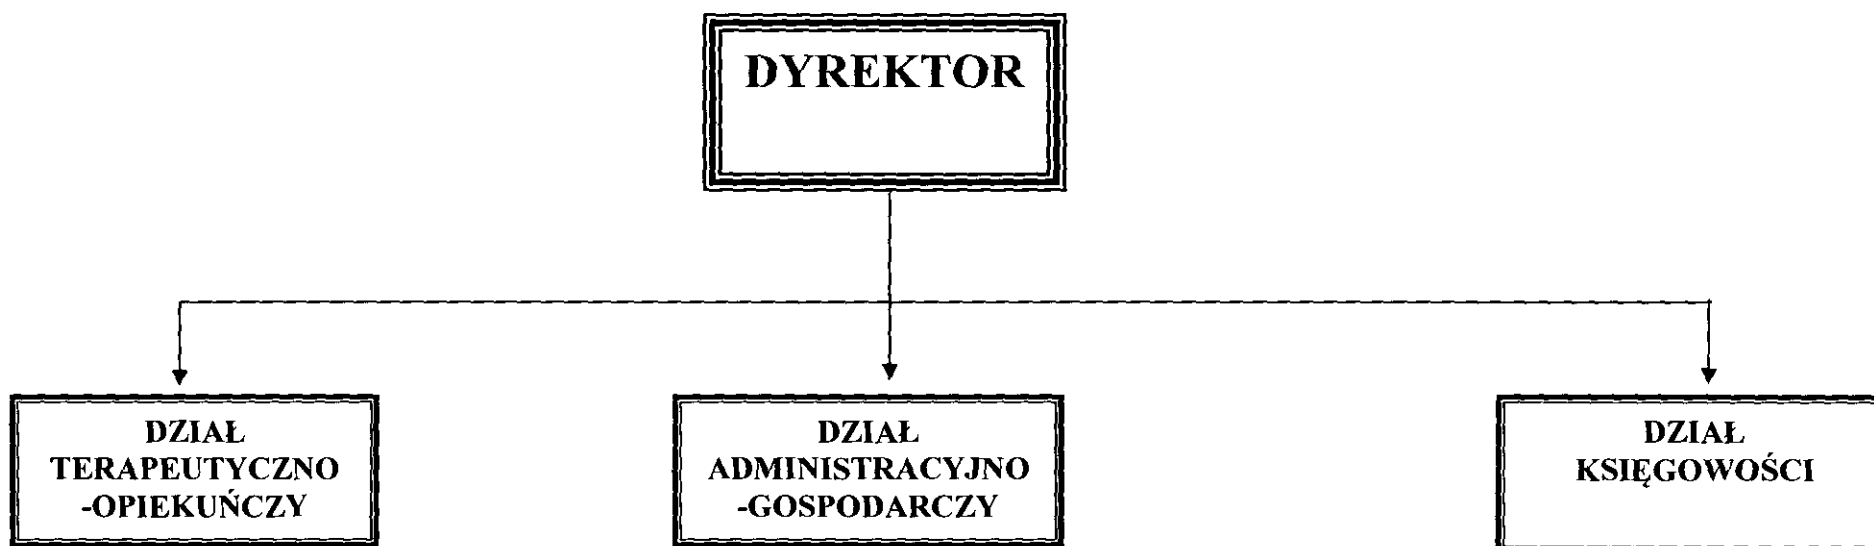 DYREKTOR
DZIAŁ
TERAPEUTYCZNO
-OPIEKUŃCZY
DZIAŁ
ADMINISTRACYJNO
-GOSPODARCZY
DZIAŁ
KSIĘGOWOŚCI